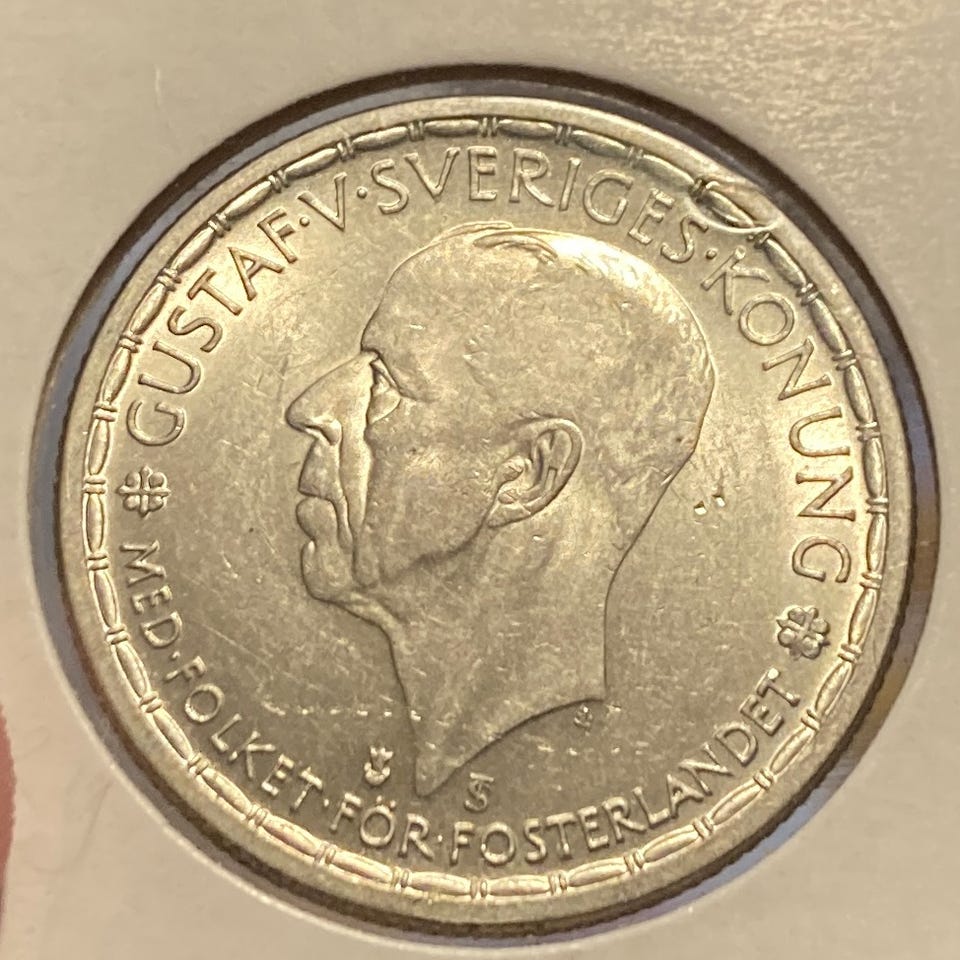 GUSTAF·V·SVERIGES·KONUNG
MED·FOLKET·FÖR·FOSTERLANDET